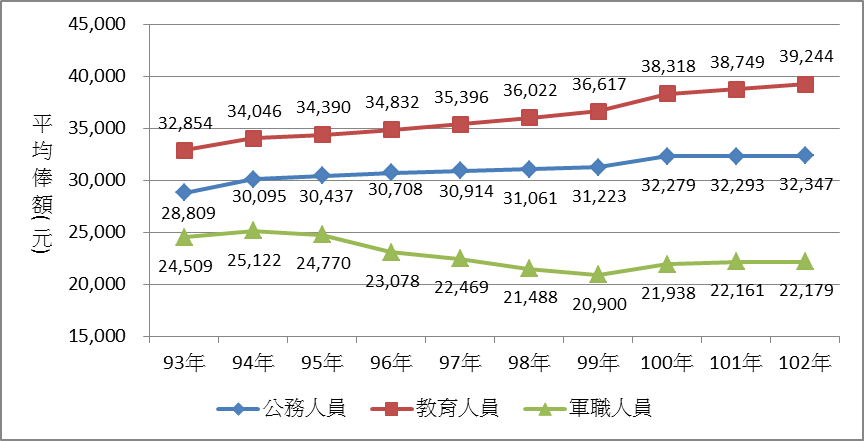 45,000
40,000
35,000
30,000
25,000
20,000
15,000
平均俸額(元)
32,854 34,046 34,390 34,832 35,396 36,022 36,617 38,318 38,749 39,244
28,809 30,095 30,437 30,708 30,914 31,061 31,223 32,279 32,293 32,347
24,509 25,122 24,770 23,078 22,469 21,488 20,900 21,938 22,161 22,179
93年 94年 95年 96年 97年 98年 99年 100年 101年 102年
公務人員 教育人員 軍職人員